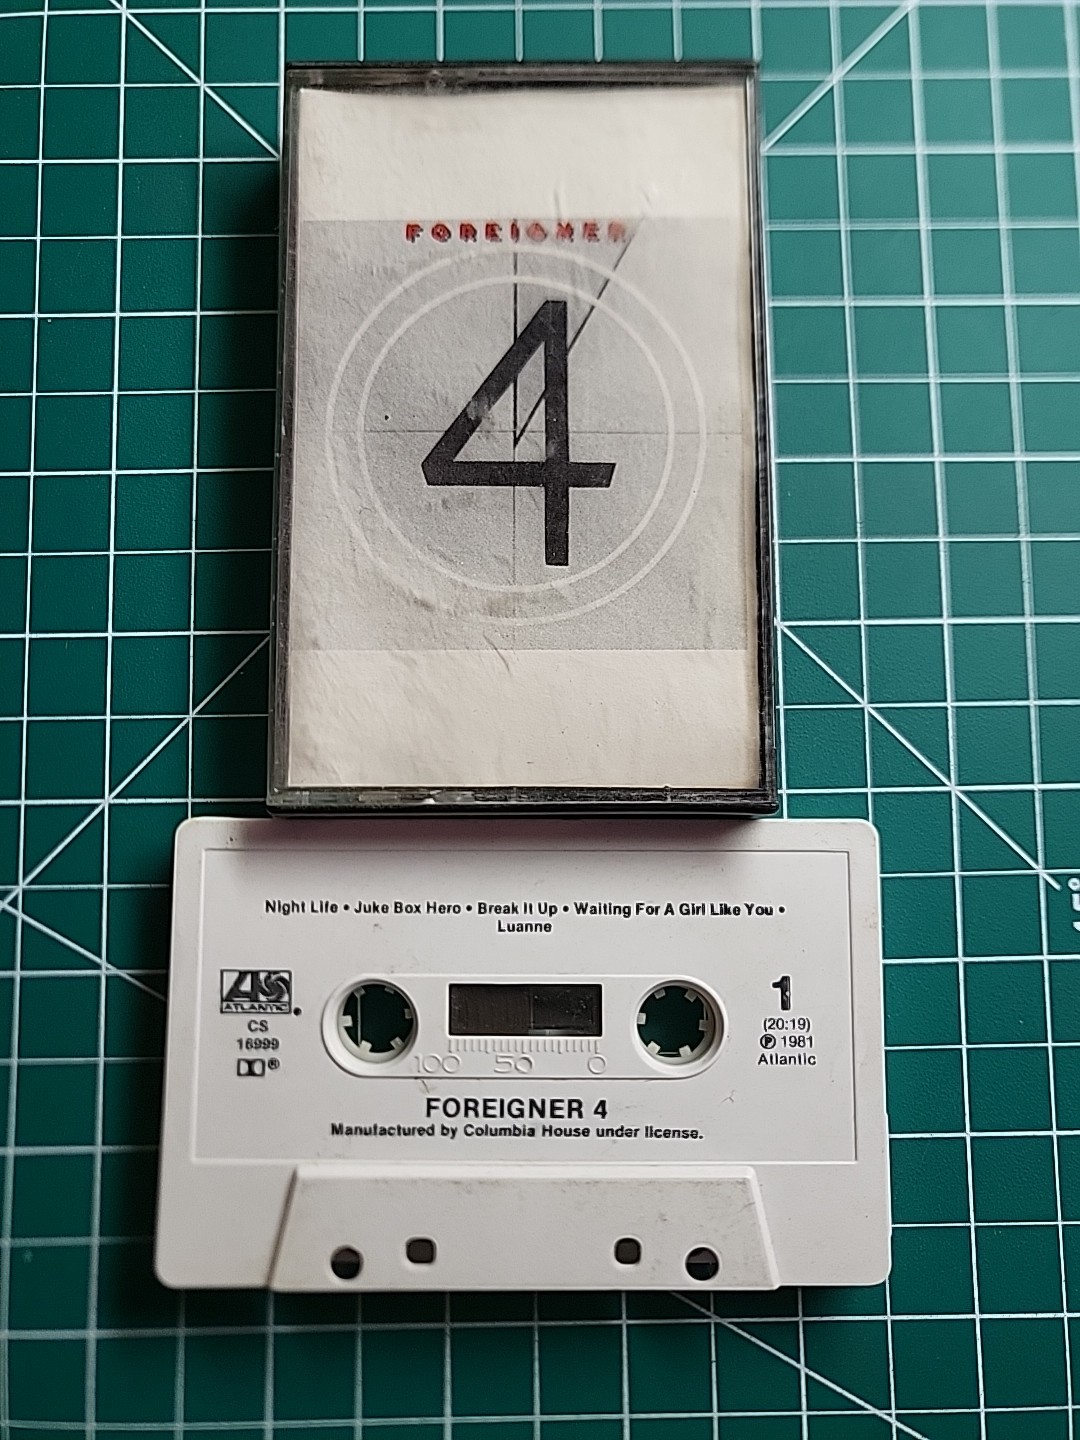 FOREIGNER
4
Night Life • Juke Box Hero • Break It Up • Waiting For A Girl Like You •
Luanne
ATLANTIC
CS
16999
1
(20:19)
℗ 1981
Atlantic
100 50 0
FOREIGNER 4
Manufactured by Columbia House under license.